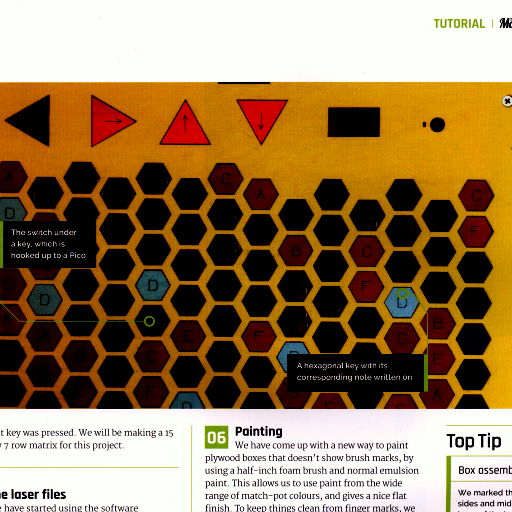 TUTORIAL
The switch under
a key, which is
hooked up to a Pico
A hexagonal key with its
corresponding note written on
D
C
A
D
B
C
D
D
F
D
F
B
E
F
D
C
t key was pressed. We will be making a 15
y 7 row matrix for this project.
e laser files
e have started using the software
06 Painting
We have come up with a new way to paint
plywood boxes that doesn't show brush marks, by
using a half-inch foam brush and normal emulsion
paint. This allows us to use paint from the wide
range of match-pot colours, and gives a nice flat
finish. To keep things clean from finger marks, we
Top Tip
Box assemb
We marked th
sides and mid